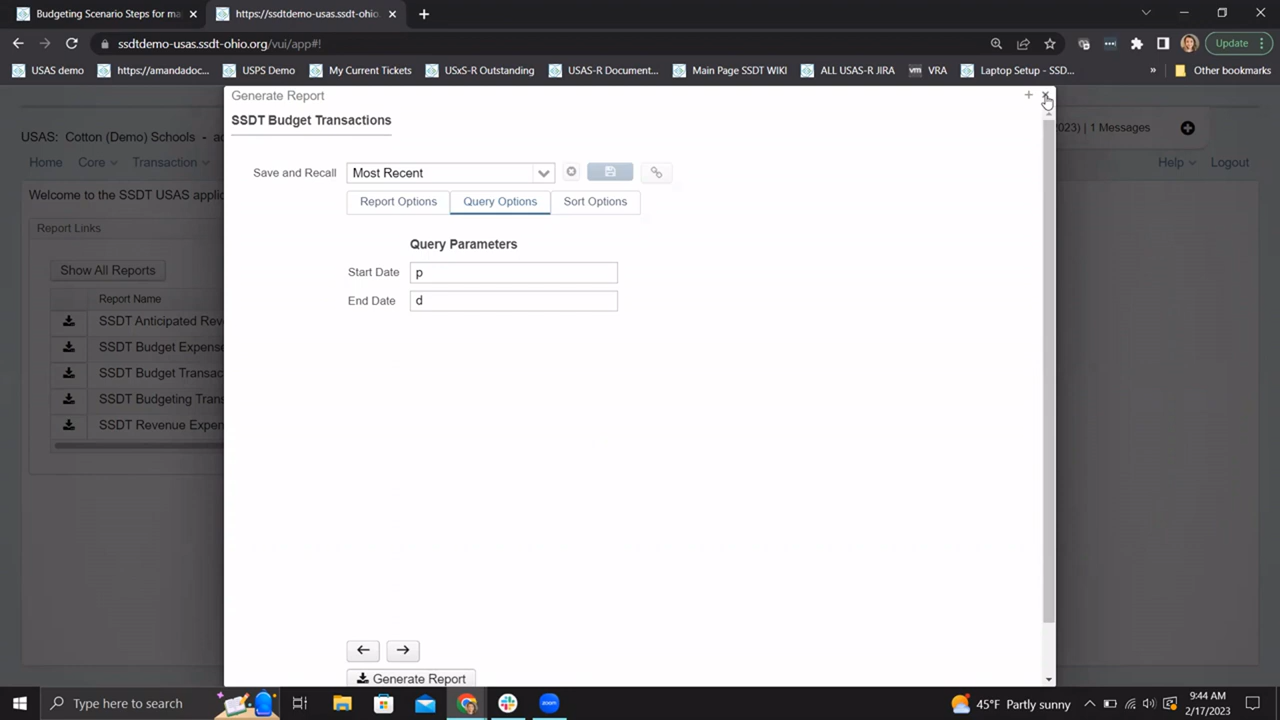 Budgeting Scenario Steps for ma
https://ssdtdemo-usas.ssdt-ohio.
ssdtdemo-usas.ssdt-ohio.org/vui/app#!
Update
USAS demo
https://amandadoc...
USPS Demo
My Current Tickets
USxS-R Outstanding
USAS-R Document...
Main Page SSDT WIKI
ALL USAS-R JIRA
vm VRA
Laptop Setup - SSD...
Other bookmarks
Generate Report
SSDT Budget Transactions
USAS: Cotton (Demo) Schools - ad
2023) | 1 Messages
Home Core Transaction
Help Logout
Welcome to the SSDT USAS applic
Report Links
Show All Reports
Report Name
SSDT Anticipated Reve
SSDT Budget Expense
SSDT Budget Transac
SSDT Budgeting Trans
SSDT Revenue Expen
Save and Recall Most Recent
Report Options Query Options Sort Options
Query Parameters
Start Date p
End Date d
Generate Report
Type here to search
zoom
45°F Partly sunny
9:44 AM
2/17/2023